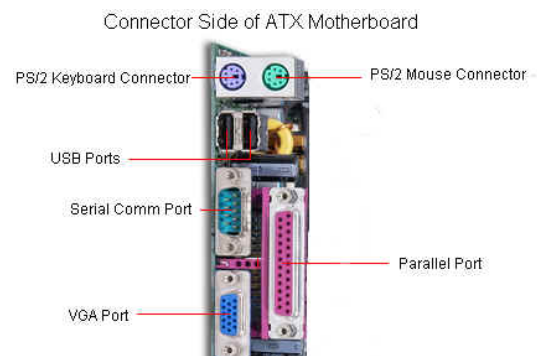 Connector Side of ATX Motherboard
PS/2 Keyboard Connector
PS/2 Mouse Connector
USB Ports
Serial Comm Port
Parallel Port
VGA Port